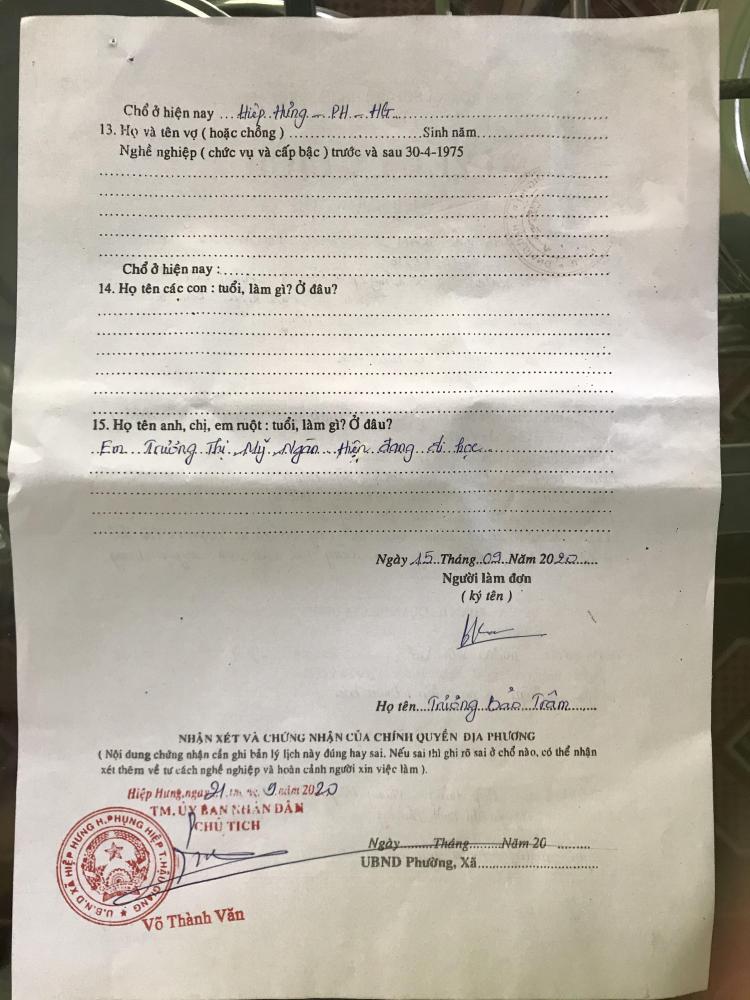 Chổ ở hiện nay ...Hiệp Hưng - PH - HG..............................
13. Họ và tên vợ ( hoặc chồng ) ........................Sinh năm........................
Nghề nghiệp ( chức vụ và cấp bậc ) trước và sau 30-4-1975
Chổ ở hiện nay :................................................................
14. Họ tên các con : tuổi, làm gì? Ở đâu?
15. Họ tên anh, chị, em ruột : tuổi, làm gì? Ở đâu?
Em Trương Thị Mỹ Ngân Hiện đang đi học
Ngày 15 Tháng 09 Năm 2020
Người làm đơn
( ký tên )
Họ tên Trương Bảo Trâm
NHẬN XÉT VÀ CHỨNG NHẬN CỦA CHÍNH QUYỀN ĐỊA PHƯƠNG
( Nội dung chứng nhận cần ghi bản lý lịch này đúng hay sai. Nếu sai thì ghi rõ sai ở chổ nào, có thể nhận
xét thêm về tư cách nghề nghiệp và hoàn cảnh người xin việc làm ).
Hiệp Hưng, ngày 21 tháng 9 năm 2020
TM. ỦY BAN NHÂN DÂN
CHỦ TỊCH
Ngày.........Tháng.........Năm 20 ..........
UBND Phường, Xã..............................
U.B.N.D XÃ HIỆP HƯNG H.PHỤNG HIỆP T.HẬU GIANG
Võ Thành Văn